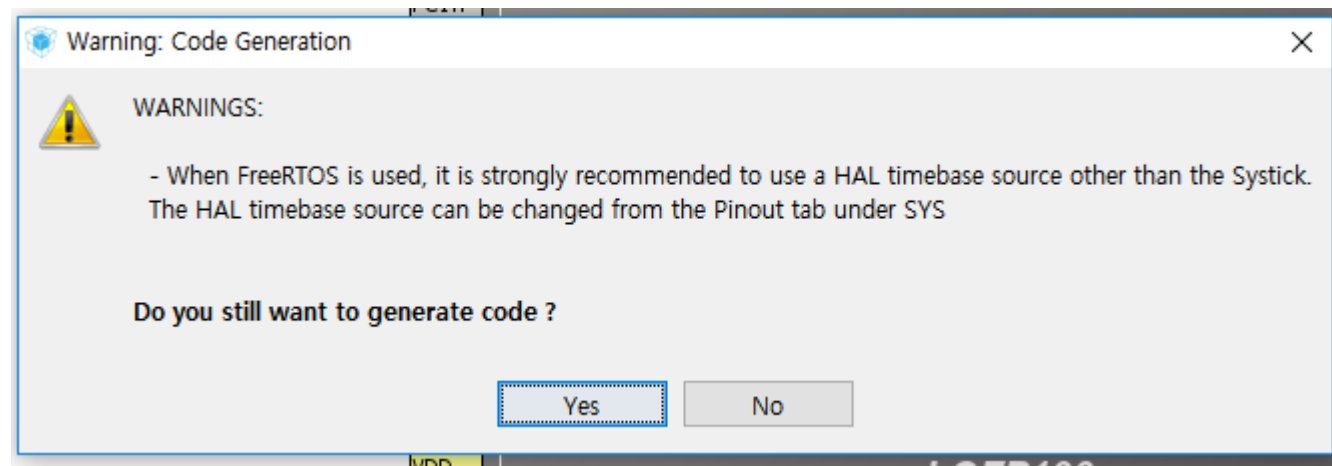 Warning: Code Generation
WARNINGS:
- When FreeRTOS is used, it is strongly recommended to use a HAL timebase source other than the Systick.
The HAL timebase source can be changed from the Pinout tab under SYS
Do you still want to generate code ?
Yes No
VDD